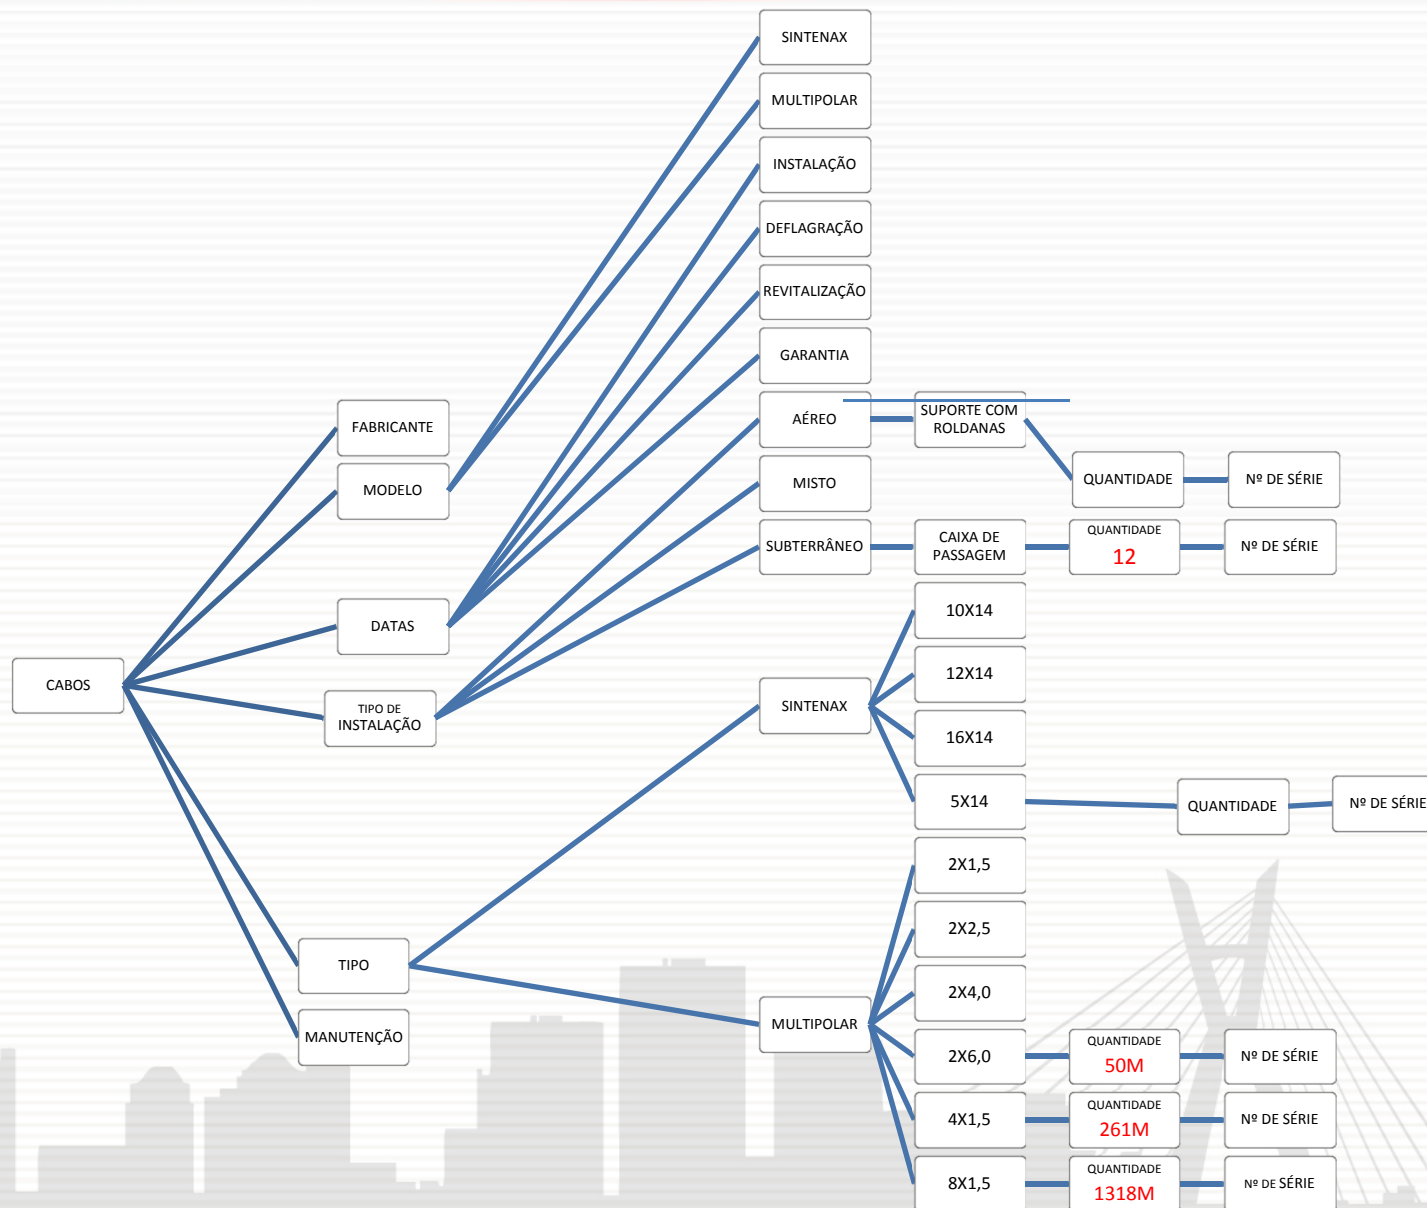 SINTENAX
MULTIPOLAR
INSTALAÇÃO
DEFLAGRAÇÃO
REVITALIZAÇÃO
GARANTIA
AÉREO
SUPORTE COM
ROLDANAS
FABRICANTE
MODELO
MISTO
QUANTIDADE
Nº DE SÉRIE
SUBTERRÂNEO
CAIXA DE
PASSAGEM
QUANTIDADE
12
Nº DE SÉRIE
DATAS
10X14
CABOS
TIPO DE
INSTALAÇÃO
SINTENAX
12X14
16X14
5X14
QUANTIDADE
Nº DE SÉRIE
2X1,5
2X2,5
TIPO
2X4,0
MANUTENÇÃO
MULTIPOLAR
2X6,0
QUANTIDADE
50M
Nº DE SÉRIE
4X1,5
QUANTIDADE
261M
Nº DE SÉRIE
8X1,5
QUANTIDADE
1318M
Nº DE SÉRIE